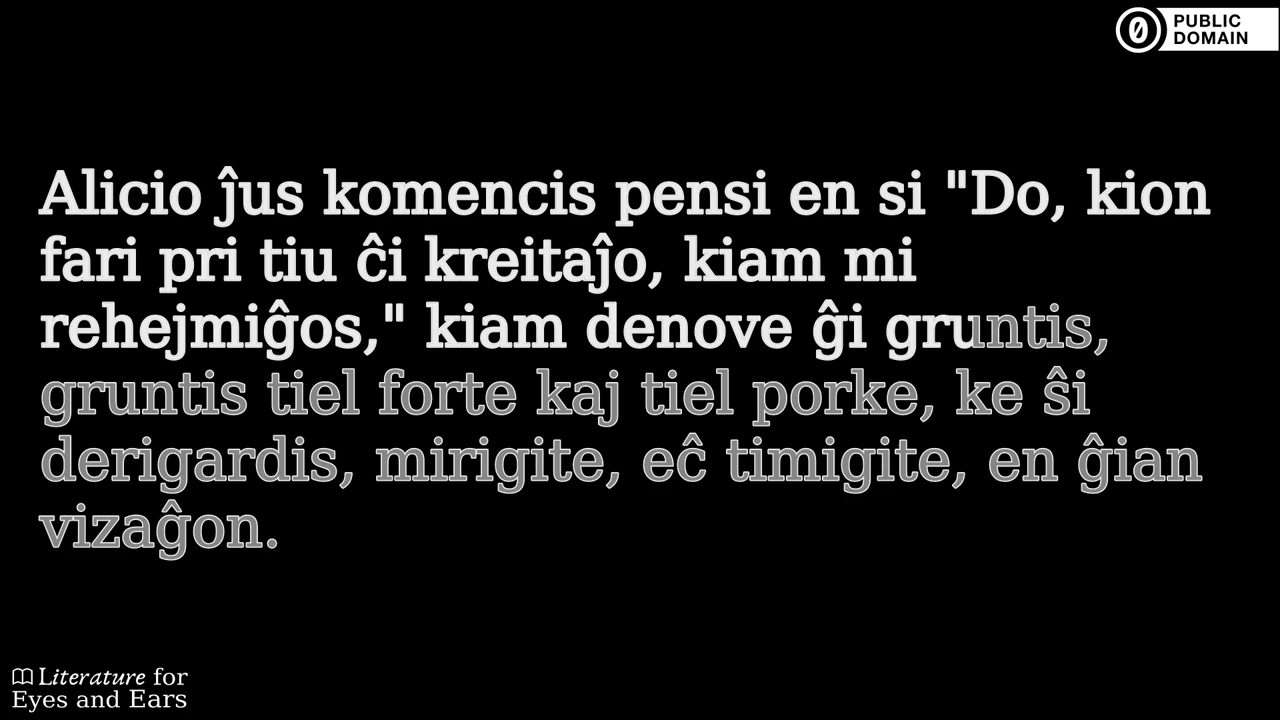 PUBLIC
DOMAIN
Alicio ĵus komencis pensi en si "Do, kion
fari pri tiu ĉi kreitaĵo, kiam mi
rehejmiĝos," kiam denove ĝi gruntis,
gruntis tiel forte kaj tiel porke, ke ŝi
derigardis, mirigite, eĉ timigite, en ĝian
vizaĝon.
Literature for
Eyes and Ears